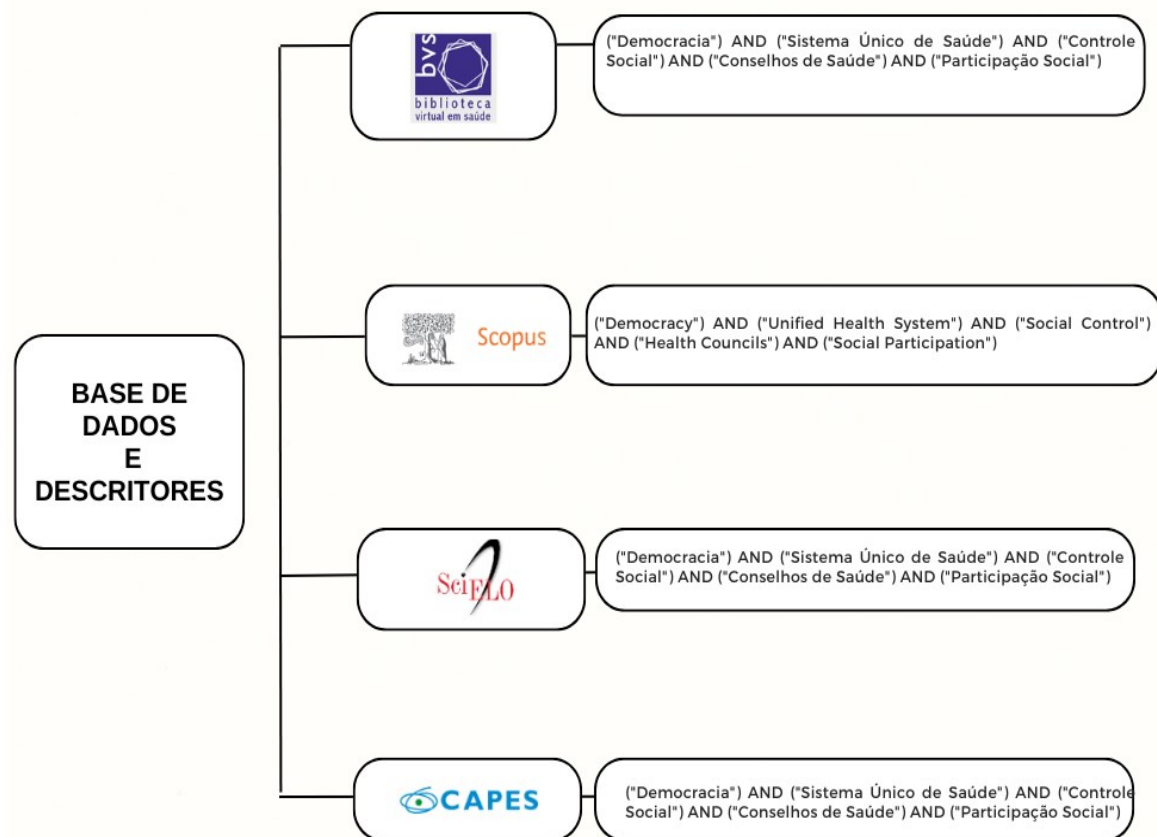 BASE DE
DADOS
E
DESCRITORES
bvs
biblioteca
virtual em saúde
("Democracia") AND ("Sistema Único de Saúde") AND ("Controle
Social") AND ("Conselhos de Saúde") AND ("Participação Social")
Scopus
("Democracy") AND ("Unified Health System") AND ("Social Control")
AND ("Health Councils") AND ("Social Participation")
SciELO
("Democracia") AND ("Sistema Único de Saúde") AND ("Controle
Social") AND ("Conselhos de Saúde") AND ("Participação Social")
CAPES
("Democracia") AND ("Sistema Único de Saúde") AND ("Controle
Social") AND ("Conselhos de Saúde") AND ("Participação Social")